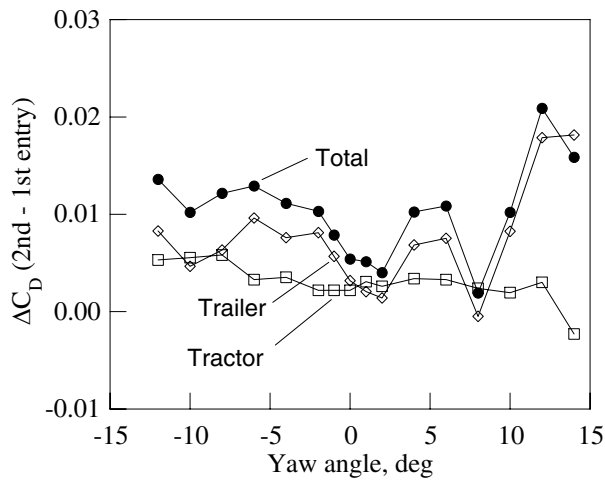 0.03
0.02
0.01
0.00
-0.01
ΔC_D (2nd - 1st entry)
Total
Trailer
Tractor
-15 -10 -5 0 5 10 15
Yaw angle, deg